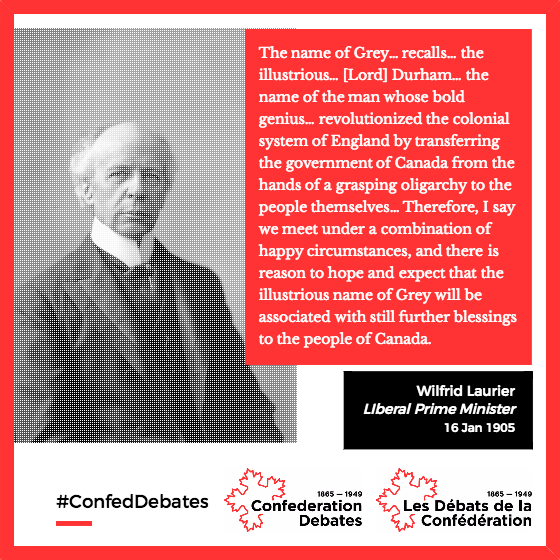 The name of Grey... recalls... the
illustrious... [Lord] Durham... the
name of the man whose bold
genius... revolutionized the colonial
system of England by transferring
the government of Canada from the
hands of a grasping oligarchy to the
people themselves... Therefore, I say
we meet under a combination of
happy circumstances, and there is
reason to hope and expect that the
illustrious name of Grey will be
associated with still further blessings
to the people of Canada.
Wilfrid Laurier
LIberal Prime Minister
16 Jan 1905
#ConfedDebates
1865 — 1949
Confederation
Debates
1865 — 1949
Les Débats de la
Confédération